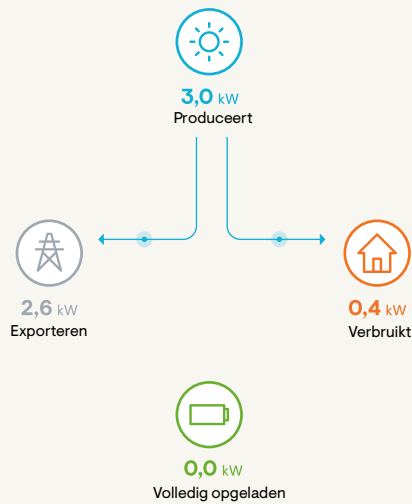 3,0 kW
Produceert
2,6 kW
Exporteren
0,4 kW
Verbruikt
0,0 kW
Volledig opgeladen